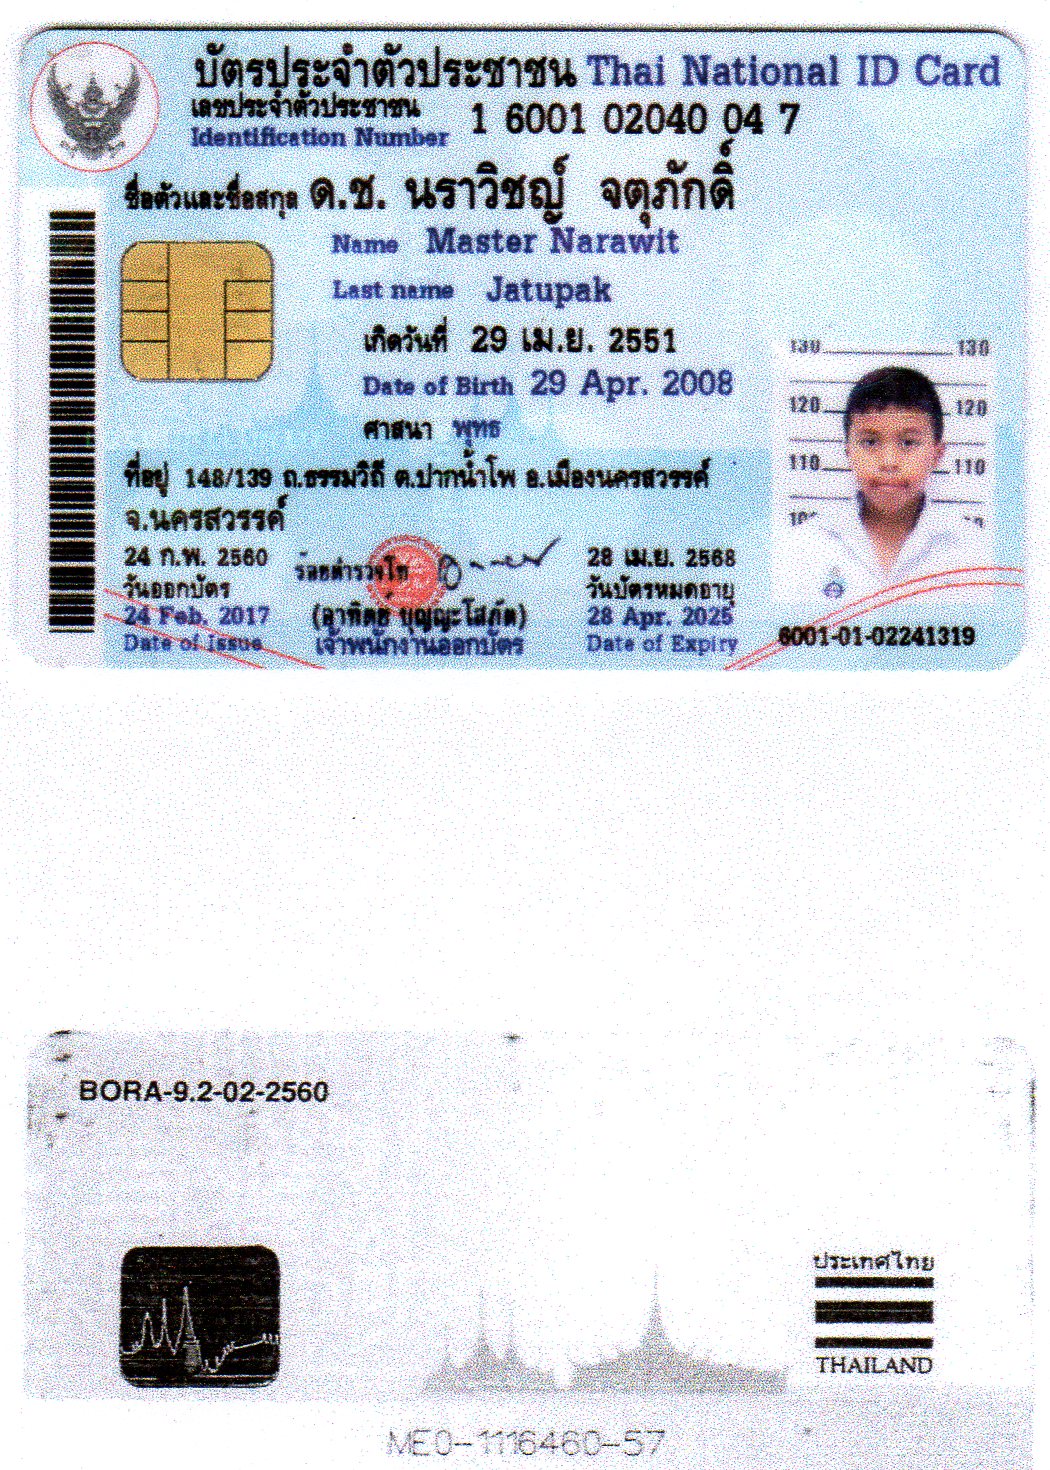 บัตรประจำตัวประชาชน Thai National ID Card
เลขประจำตัวประชาชน
Identification Number 1 6001 02040 04 7
ชื่อตัวและชื่อสกุล ด.ช. นราวิชญ์ จตุภักดิ์
Name Master Narawit
Last name Jatupak
เกิดวันที่ 29 เม.ย. 2551
Date of Birth 29 Apr. 2008
ศาสนา พุทธ
ที่อยู่ 148/139 ถ.ธรรมวิถี ต.ปากน้ำโพ อ.เมืองนครสวรรค์
จ.นครสวรรค์
24 ก.พ. 2560
วันออกบัตร
24 Feb. 2017
Date of Issue
ร้อยตำรวจโท
(อาทิตย์ บุญญะโสภัต)
เจ้าพนักงานออกบัตร
28 เม.ย. 2568
วันบัตรหมดอายุ
28 Apr. 2025
Date of Expiry
130 130
120 120
110 110
6001-01-02241319
BORA-9.2-02-2560
ประเทศไทย
THAILAND
ME0-1116460-57